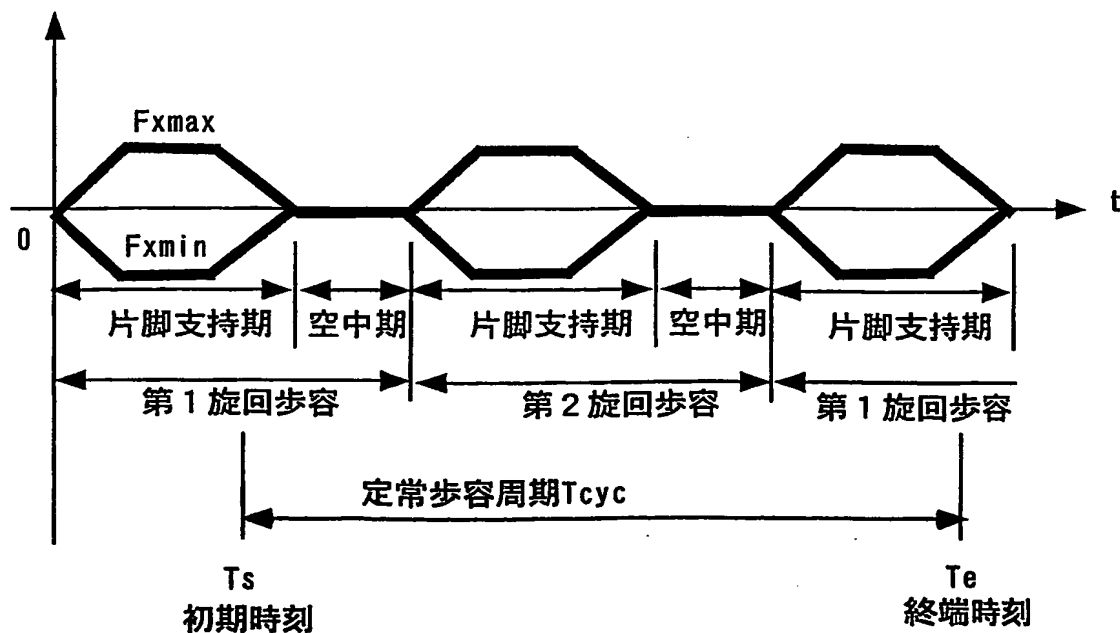 Fxmax
t
0
Fxmin
片脚支持期
空中期
片脚支持期
空中期
片脚支持期
第1旋回歩容
第2旋回歩容
第1旋回歩容
定常歩容周期Tcyc
Ts
初期時刻
Te
終端時刻